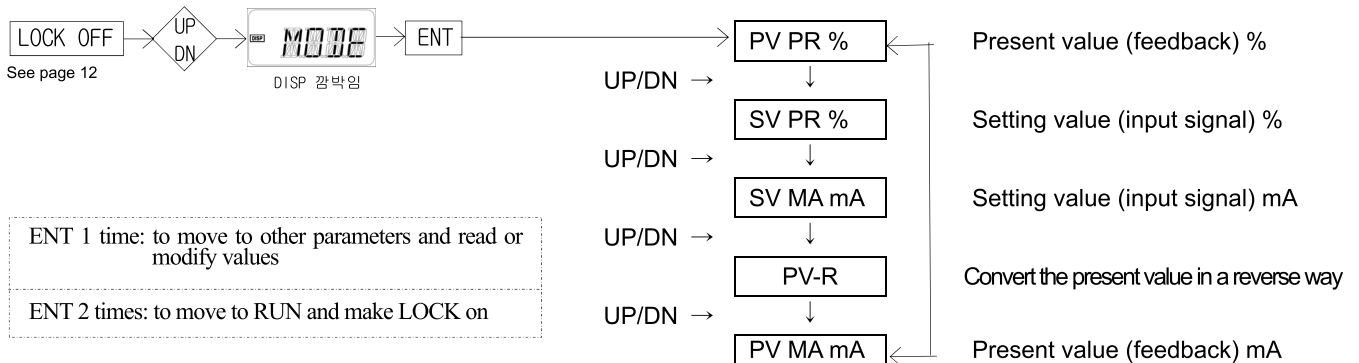 LOCK OFF
UP
DN
DISP
MODE
ENT
See page 12
DISP 깜박임
PV PR %
Present value (feedback) %
UP/DN →
SV PR %
Setting value (input signal) %
UP/DN →
SV MA mA
Setting value (input signal) mA
UP/DN →
PV-R
Convert the present value in a reverse way
UP/DN →
PV MA mA
Present value (feedback) mA
ENT 1 time: to move to other parameters and read or
modify values
ENT 2 times: to move to RUN and make LOCK on